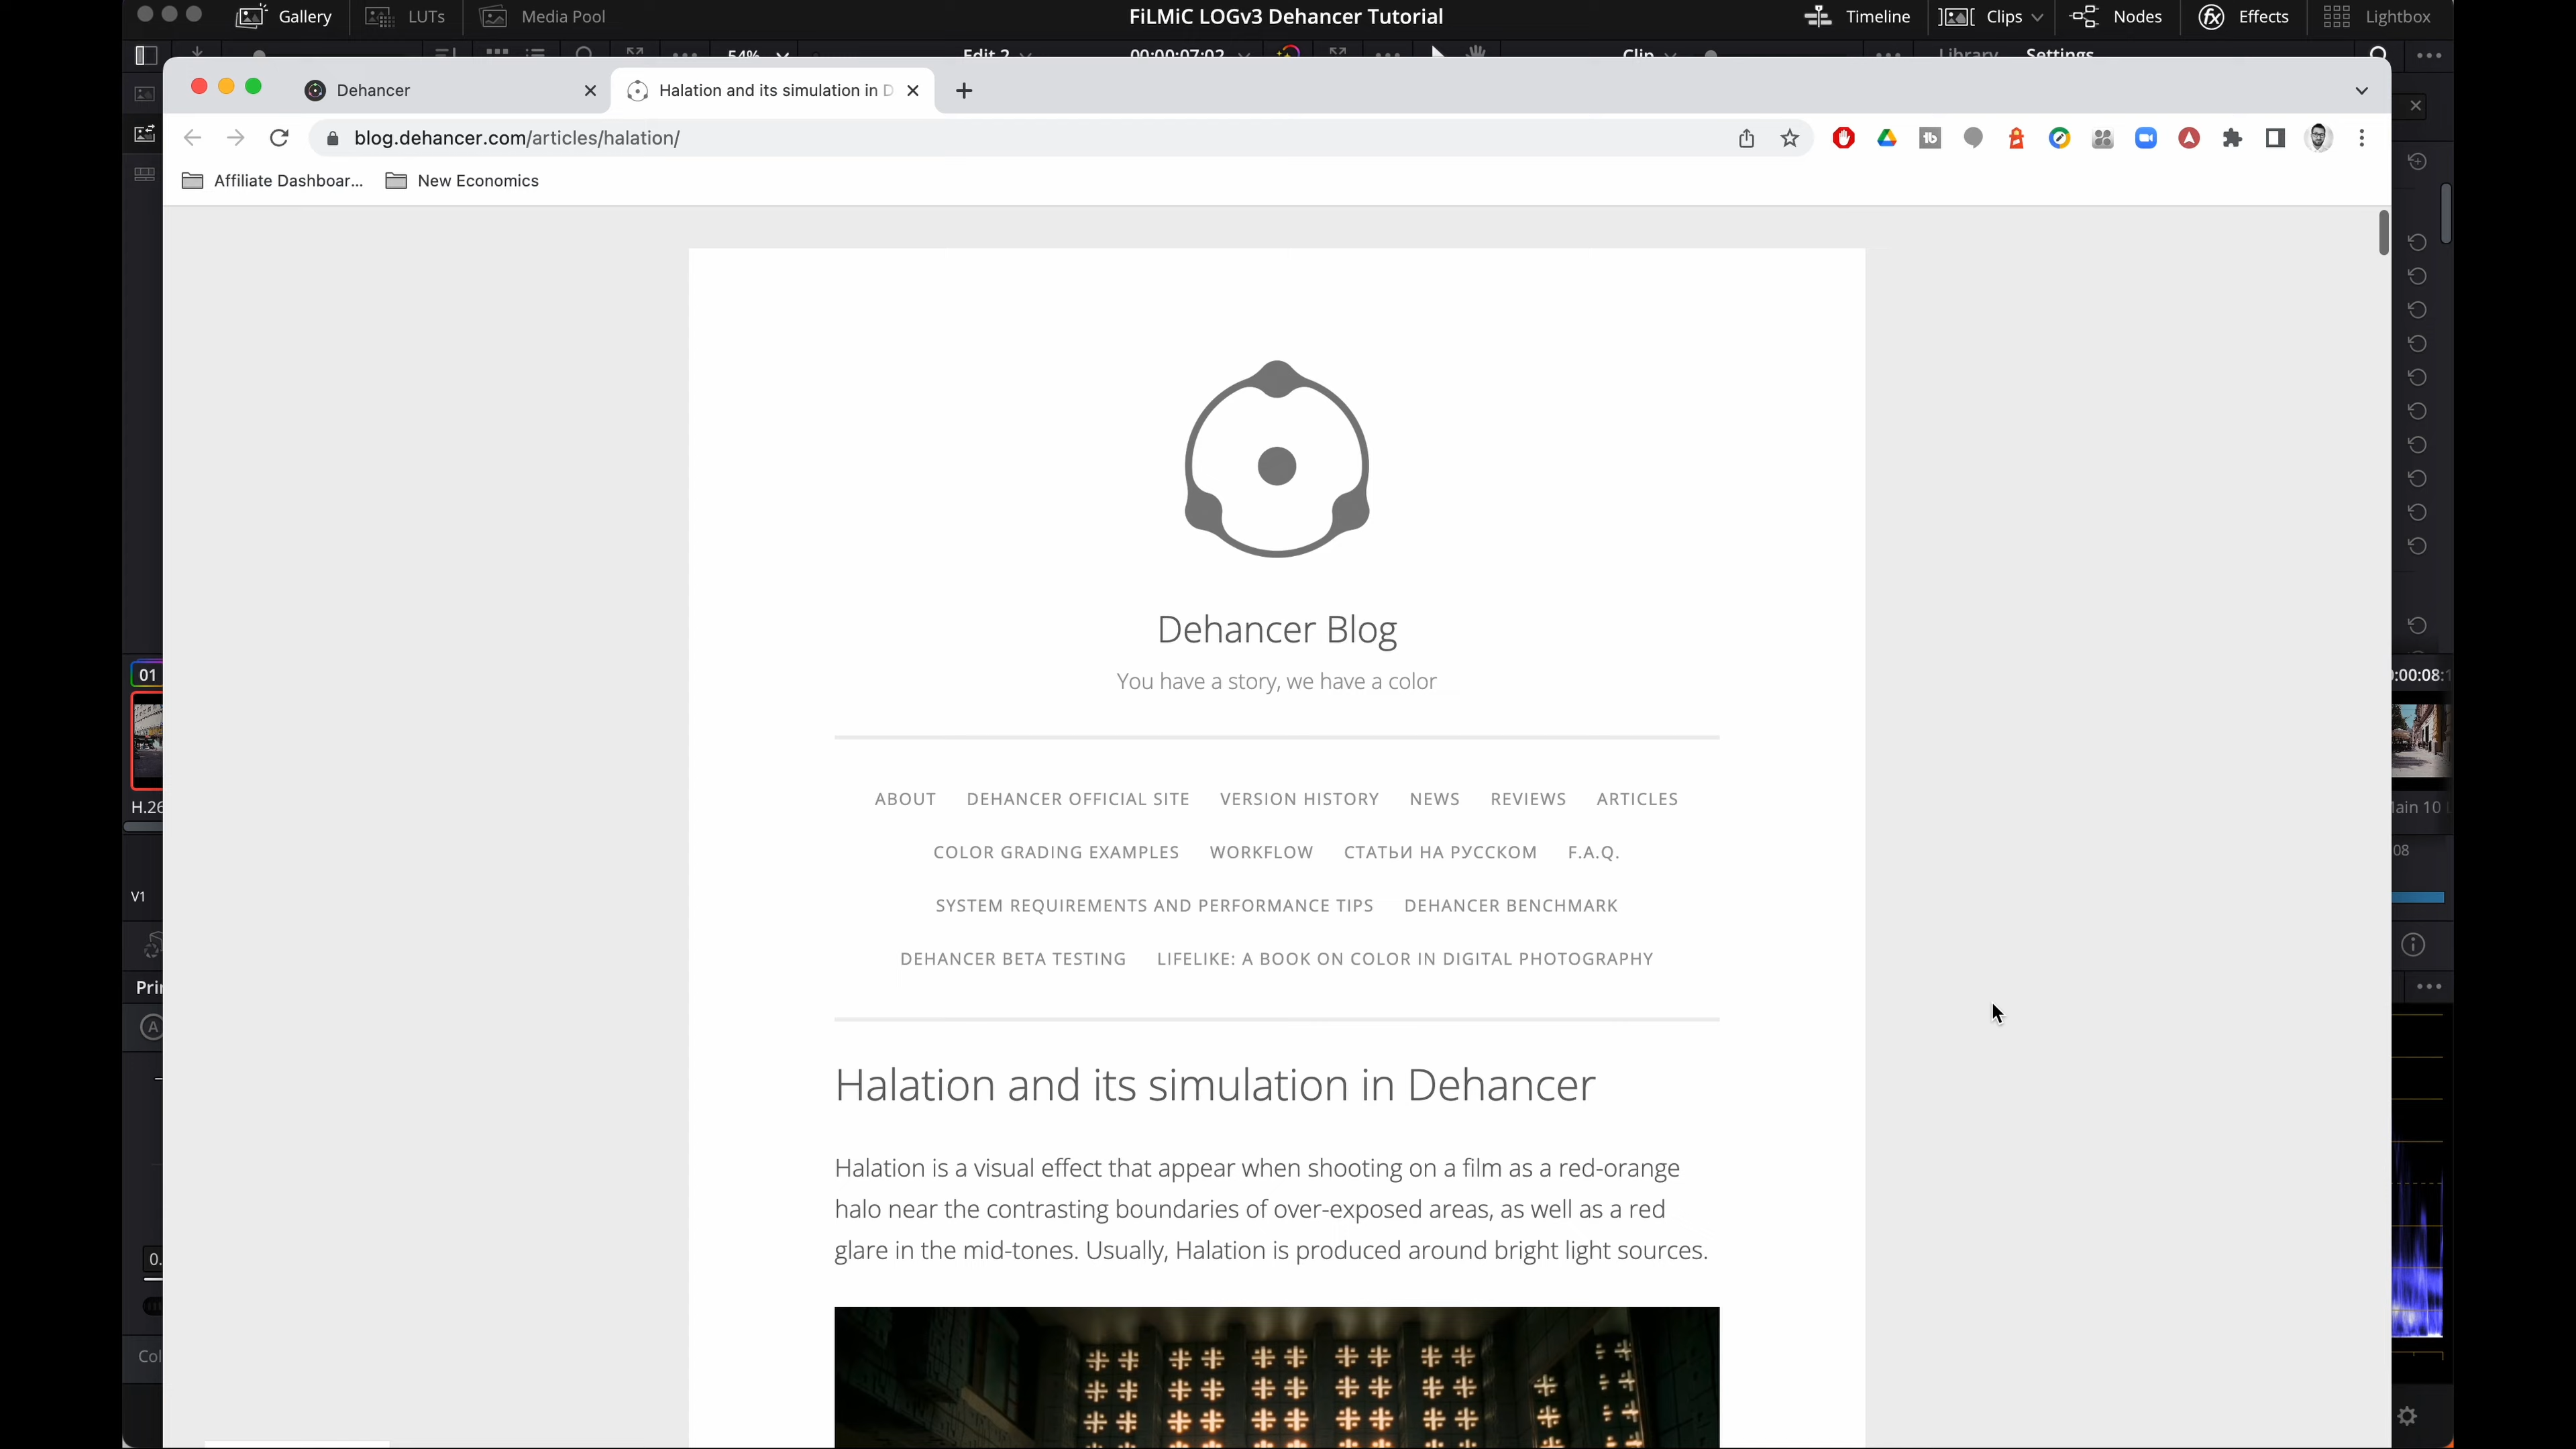 Gallery LUTs Media Pool FiLMiC LOGv3 Dehancer Tutorial Timeline Clips Nodes Effects Lightbox
54% Edit 2 00:00:07:02 Clip Library Settings
Dehancer Halation and its simulation in D
blog.dehancer.com/articles/halation/
Affiliate Dashboar... New Economics
Dehancer Blog
You have a story, we have a color
ABOUT DEHANCER OFFICIAL SITE VERSION HISTORY NEWS REVIEWS ARTICLES
COLOR GRADING EXAMPLES WORKFLOW СТАТЬИ НА РУССКОМ F.A.Q.
SYSTEM REQUIREMENTS AND PERFORMANCE TIPS DEHANCER BENCHMARK
DEHANCER BETA TESTING LIFELIKE: A BOOK ON COLOR IN DIGITAL PHOTOGRAPHY
Halation and its simulation in Dehancer
Halation is a visual effect that appear when shooting on a film as a red-orange
halo near the contrasting boundaries of over-exposed areas, as well as a red
glare in the mid-tones. Usually, Halation is produced around bright light sources.
01
H.26
V1
Prin
A
0.
Col
:00:08:1
ain 10
08